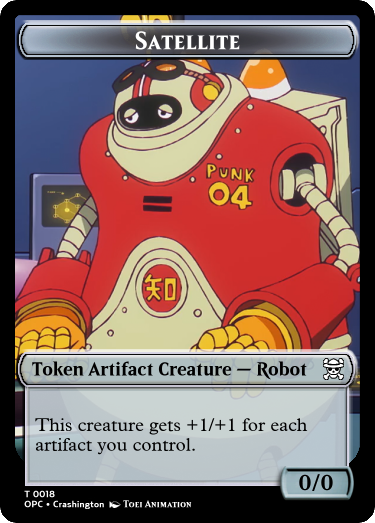 Satellite
PUNK
04
知
Token Artifact Creature — Robot
This creature gets +1/+1 for each
artifact you control.
0/0
T 0018
OPC • Crashington Toei Animation